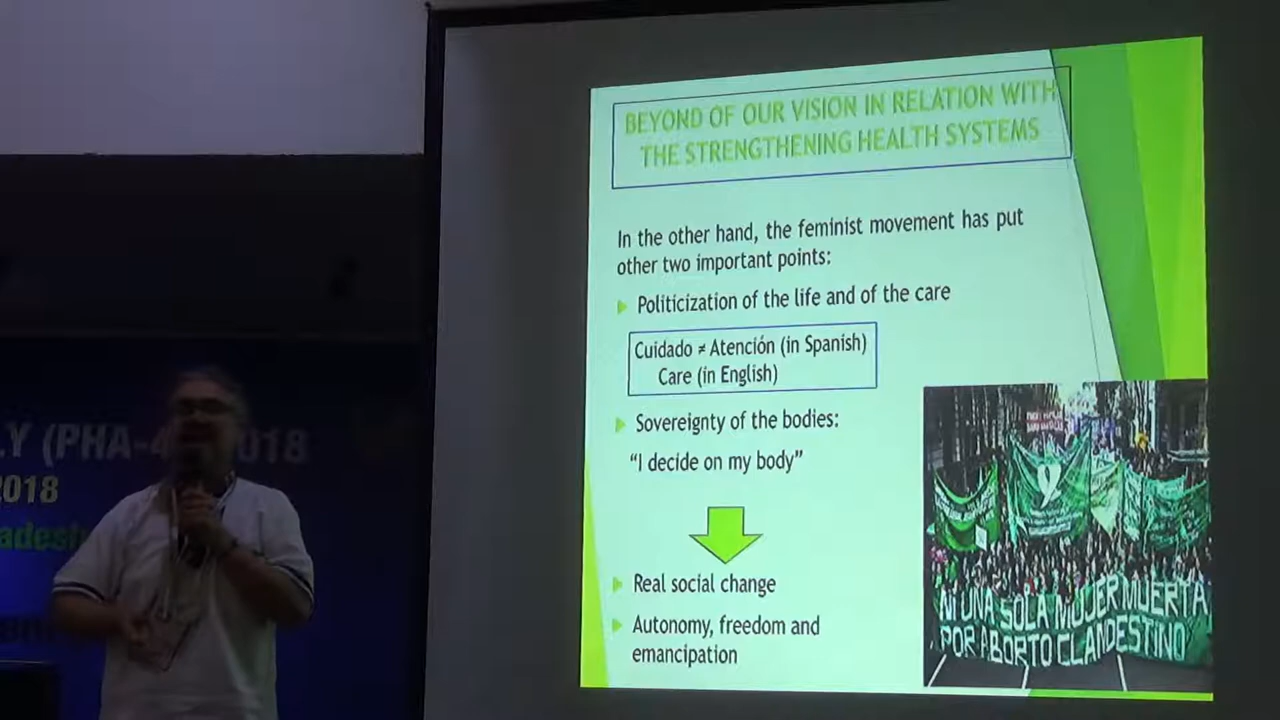 BEYOND OF OUR VISION IN RELATION WITH
THE STRENGTHENING HEALTH SYSTEMS
In the other hand, the feminist movement has put
other two important points:
Politicization of the life and of the care
Cuidado ≠ Atención (in Spanish)
Care (in English)
Sovereignty of the bodies:
“I decide on my body”
Real social change
Autonomy, freedom and
emancipation
NI UNA SOLA MUJER MUERTA
POR ABORTO CLANDESTINO
(PHA-4 2018
2018